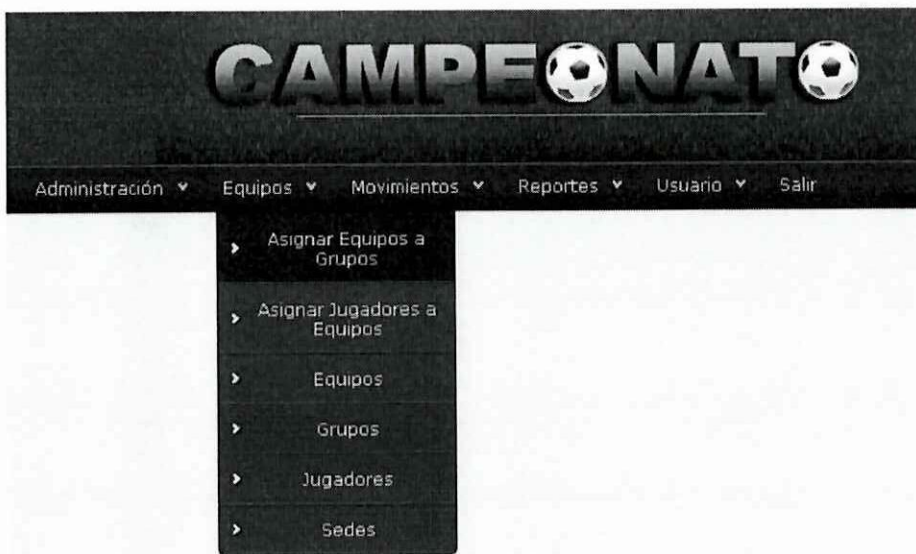 CAMPEONATO
Administración Equipos Movimientos Reportes Usuario Salir
Asignar Equipos a
Grupos
Asignar Jugadores a
Equipos
Equipos
Grupos
Jugadores
Sedes